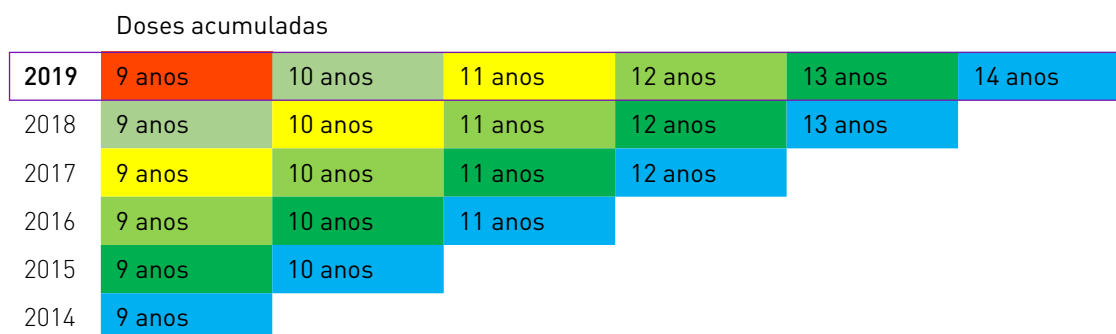 Doses acumuladas
2019 9 anos 10 anos 11 anos 12 anos 13 anos 14 anos
2018 9 anos 10 anos 11 anos 12 anos 13 anos
2017 9 anos 10 anos 11 anos 12 anos
2016 9 anos 10 anos 11 anos
2015 9 anos 10 anos
2014 9 anos